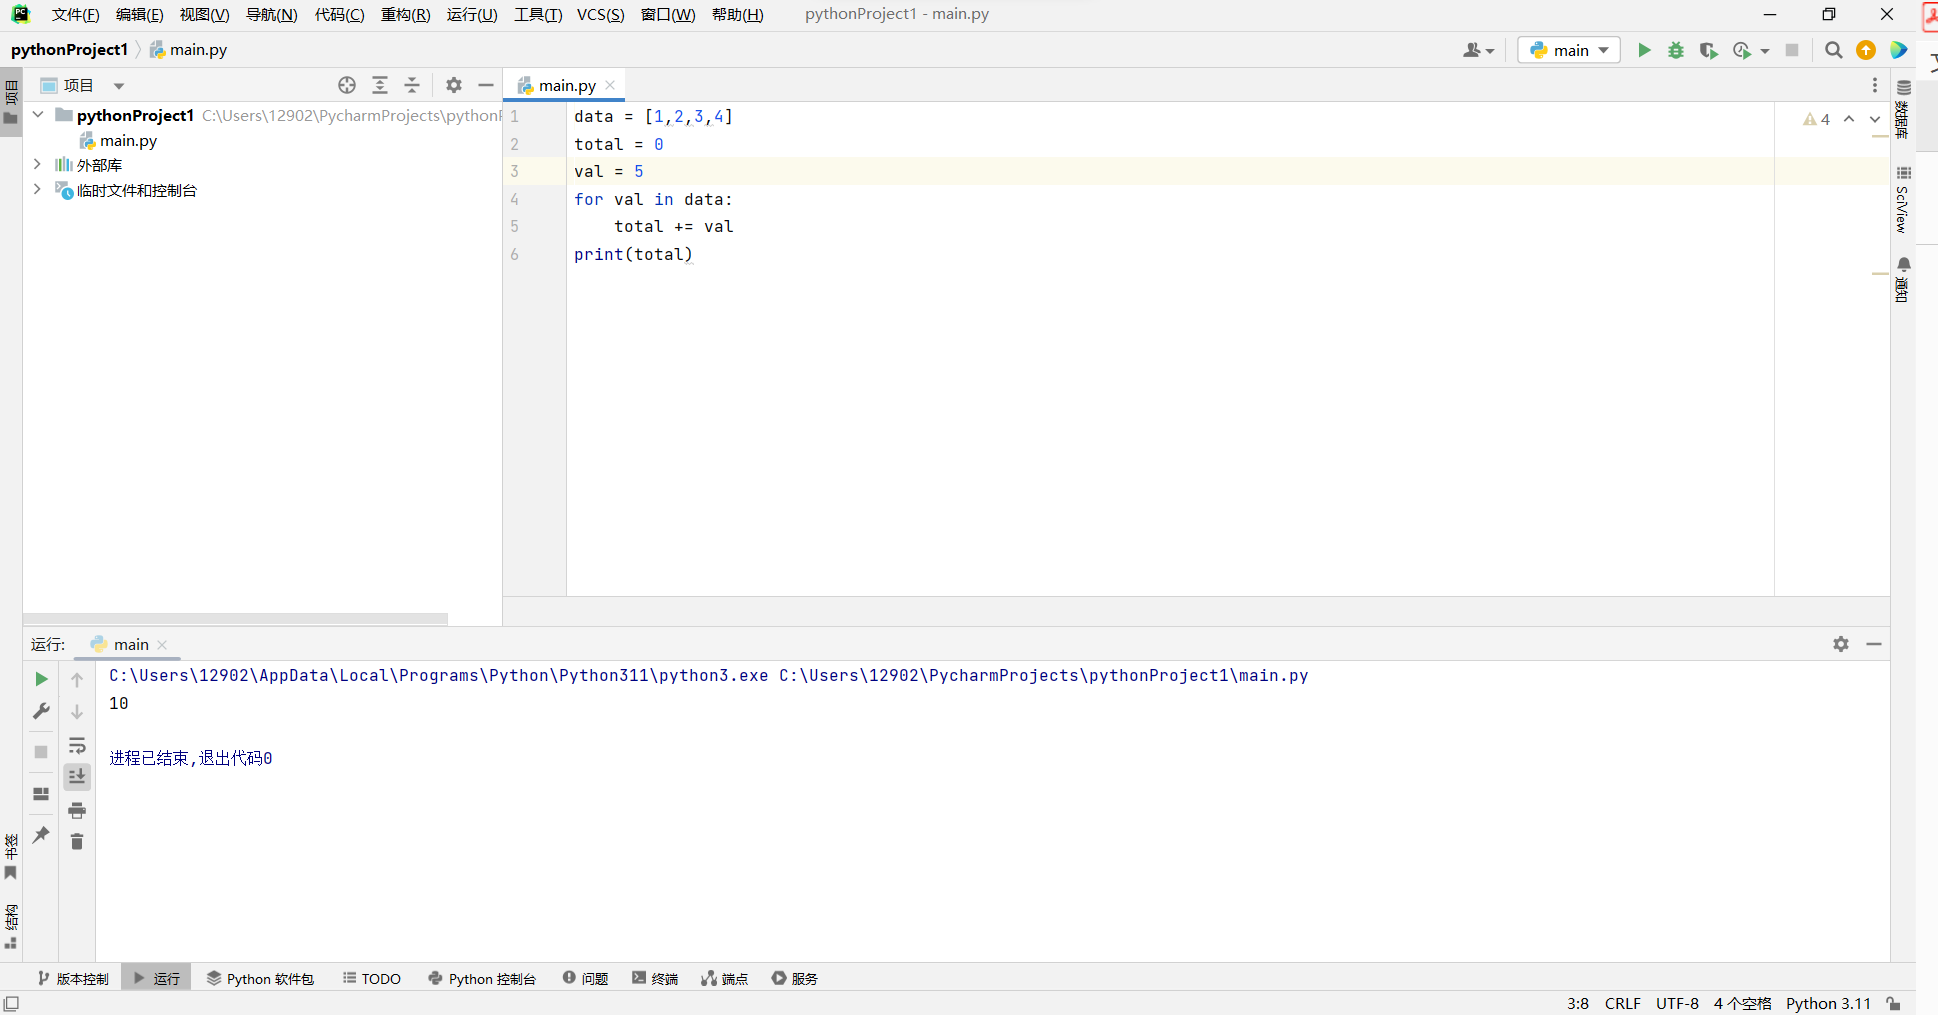 文件(F) 编辑(E) 视图(V) 导航(N) 代码(C) 重构(R) 运行(U) 工具(T) VCS(S) 窗口(W) 帮助(H) pythonProject1 - main.py
pythonProject1 main.py
main
项目
main.py
pythonProject1 C:\Users\12902\PycharmProjects\python
main.py
外部库
临时文件和控制台
1 data = [1,2,3,4]
2 total = 0
3 val = 5
4 for val in data:
5 total += val
6 print(total)
4
项目
书签
结构
数据库
SciView
通知
运行: main
C:\Users\12902\AppData\Local\Programs\Python\Python311\python3.exe C:\Users\12902\PycharmProjects\pythonProject1\main.py
10
进程已结束,退出代码0
版本控制 运行 Python 软件包 TODO Python 控制台 问题 终端 端点 服务
3:8 CRLF UTF-8 4 个空格 Python 3.11